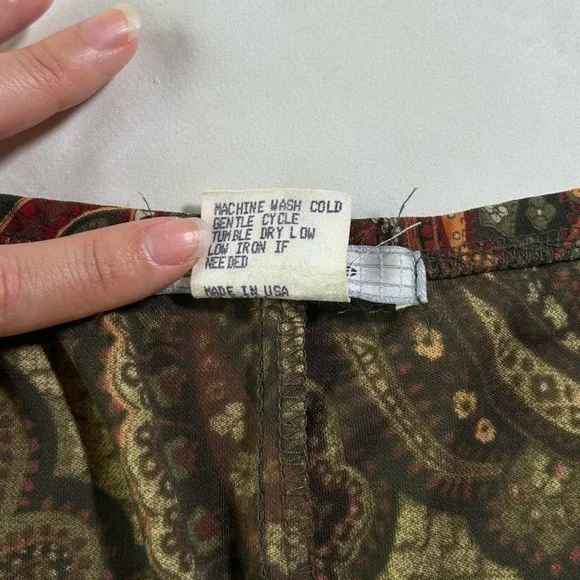 MACHINE WASH COLD
GENTLE CYCLE
TUMBLE DRY LOW
LOW IRON IF
NEEDED
MADE IN USA